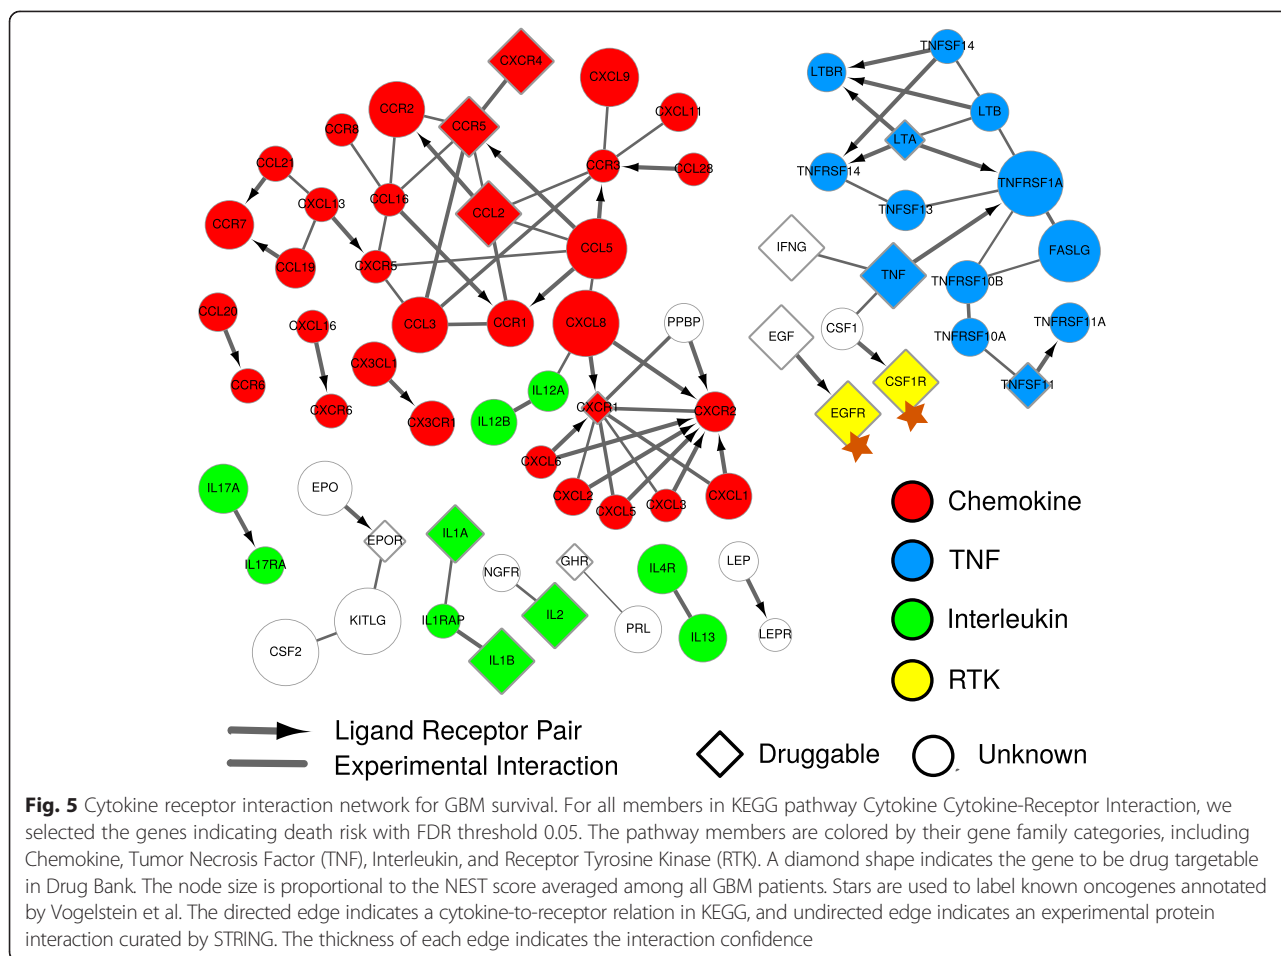 CXCR4
TNFSF14
CXCL9
LTBR
CCR2
CXCL11
LTB
CCR8
CCR5
LTA
CCL21
CCR3
CCL23
TNFRSF14
TNFRSF1A
CXCL13
CCL16
CCL2
TNFSF13
CCR7
CCL5
IFNG
FASLG
CCL19
CXCR5
TNF
TNFRSF10B
CCL20
CXCL16
CCL3
CCR1
CXCL8
PPBP
EGF
CSF1
TNFRSF10A
TNFRSF11A
CX3CL1
CCR6
IL12A
CSF1R
TNFSF11
CXCR6
CX3CR1
IL12B
CXCR1
CXCR2
EGFR
CXCL6
IL17A
EPO
CXCL2
CXCL5
CXCL3
CXCL1
Chemokine
EPOR
IL1A
IL17RA
NGFR
GHR
IL4R
LEP
TNF
KITLG
IL1RAP
IL2
PRL
IL13
LEPR
Interleukin
CSF2
IL1B
RTK
Ligand Receptor Pair
Experimental Interaction
Druggable
Unknown
Fig. 5 Cytokine receptor interaction network for GBM survival. For all members in KEGG pathway Cytokine Cytokine-Receptor Interaction, we
selected the genes indicating death risk with FDR threshold 0.05. The pathway members are colored by their gene family categories, including
Chemokine, Tumor Necrosis Factor (TNF), Interleukin, and Receptor Tyrosine Kinase (RTK). A diamond shape indicates the gene to be drug targetable
in Drug Bank. The node size is proportional to the NEST score averaged among all GBM patients. Stars are used to label known oncogenes annotated
by Vogelstein et al. The directed edge indicates a cytokine-to-receptor relation in KEGG, and undirected edge indicates an experimental protein
interaction curated by STRING. The thickness of each edge indicates the interaction confidence